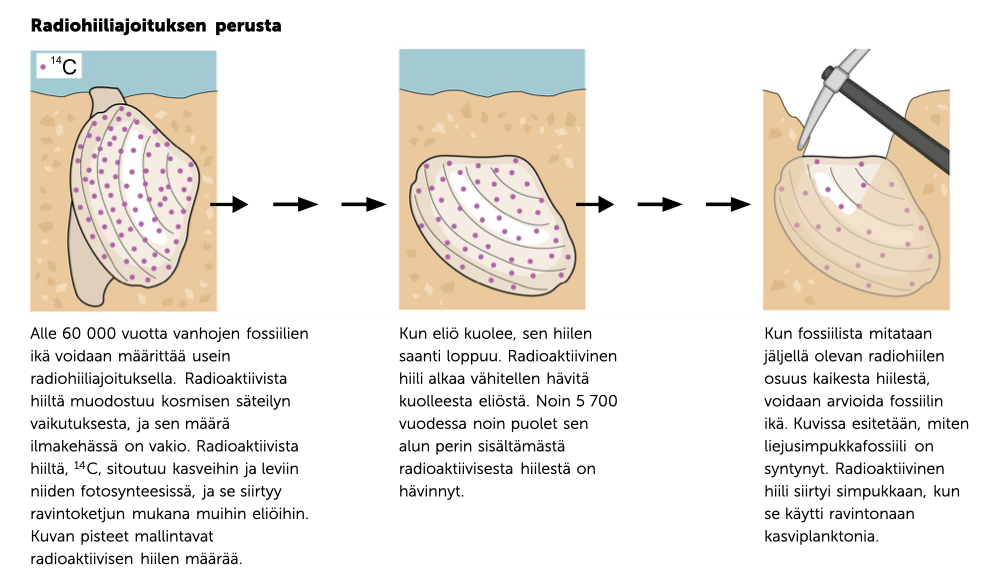 Radiohiiliajoituksen perusta
¹⁴C
Alle 60 000 vuotta vanhojen fossiilien
ikä voidaan määrittää usein
radiohiiliajoituksella. Radioaktiivista
hiiltä muodostuu kosmisen säteilyn
vaikutuksesta, ja sen määrä
ilmakehässä on vakio. Radioaktiivista
hiiltä, ¹⁴C, sitoutuu kasveihin ja leviin
niiden fotosynteesissä, ja se siirtyy
ravintoketjun mukana muihin eliöihin.
Kuvan pisteet mallintavat
radioaktiivisen hiilen määrää.
Kun eliö kuolee, sen hiilen
saanti loppuu. Radioaktiivinen
hiili alkaa vähitellen hävitä
kuolleesta eliöstä. Noin 5 700
vuodessa noin puolet sen
alun perin sisältämästä
radioaktiivisesta hiilestä on
hävinnyt.
Kun fossiilista mitataan
jäljellä olevan radiohiilen
osuus kaikesta hiilestä,
voidaan arvioida fossiilin
ikä. Kuvissa esitetään, miten
liejusimpukkafossiili on
syntynyt. Radioaktiivinen
hiili siirtyi simpukkaan, kun
se käytti ravintonaan
kasviplanktonia.